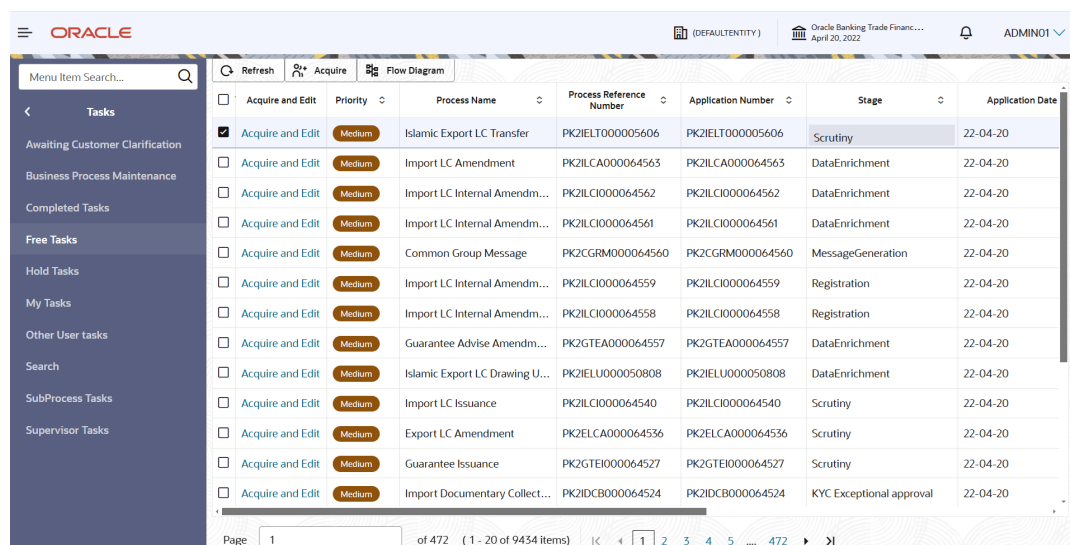 ORACLE
(DEFAULTENTITY)
Oracle Banking Trade Financ...
April 20, 2022
ADMIN01
Menu Item Search...
Tasks
Awaiting Customer Clarification
Business Process Maintenance
Completed Tasks
Free Tasks
Hold Tasks
My Tasks
Other User tasks
Search
SubProcess Tasks
Supervisor Tasks
Refresh Acquire Flow Diagram
Acquire and Edit Priority Process Name Process Reference Number Application Number Stage Application Date
Acquire and Edit Medium Islamic Export LC Transfer PK2IELT000005606 PK2IELT000005606 Scrutiny 22-04-20
Acquire and Edit Medium Import LC Amendment PK2ILCA000064563 PK2ILCA000064563 DataEnrichment 22-04-20
Acquire and Edit Medium Import LC Internal Amendm... PK2ILCI000064562 PK2ILCI000064562 DataEnrichment 22-04-20
Acquire and Edit Medium Import LC Internal Amendm... PK2ILCI000064561 PK2ILCI000064561 DataEnrichment 22-04-20
Acquire and Edit Medium Common Group Message PK2CGRM000064560 PK2CGRM000064560 MessageGeneration 22-04-20
Acquire and Edit Medium Import LC Internal Amendm... PK2ILCI000064559 PK2ILCI000064559 Registration 22-04-20
Acquire and Edit Medium Import LC Internal Amendm... PK2ILCI000064558 PK2ILCI000064558 Registration 22-04-20
Acquire and Edit Medium Guarantee Advise Amendm... PK2GTEA000064557 PK2GTEA000064557 DataEnrichment 22-04-20
Acquire and Edit Medium Islamic Export LC Drawing U... PK2IELU000050808 PK2IELU000050808 DataEnrichment 22-04-20
Acquire and Edit Medium Import LC Issuance PK2ILCI000064540 PK2ILCI000064540 Scrutiny 22-04-20
Acquire and Edit Medium Export LC Amendment PK2ELCA000064536 PK2ELCA000064536 Scrutiny 22-04-20
Acquire and Edit Medium Guarantee Issuance PK2GTEI000064527 PK2GTEI000064527 Scrutiny 22-04-20
Acquire and Edit Medium Import Documentary Collect... PK2IDCB000064524 PK2IDCB000064524 KYC Exceptional approval 22-04-20
Page 1 of 472 (1 - 20 of 9434 items) 1 2 3 4 5 ... 472